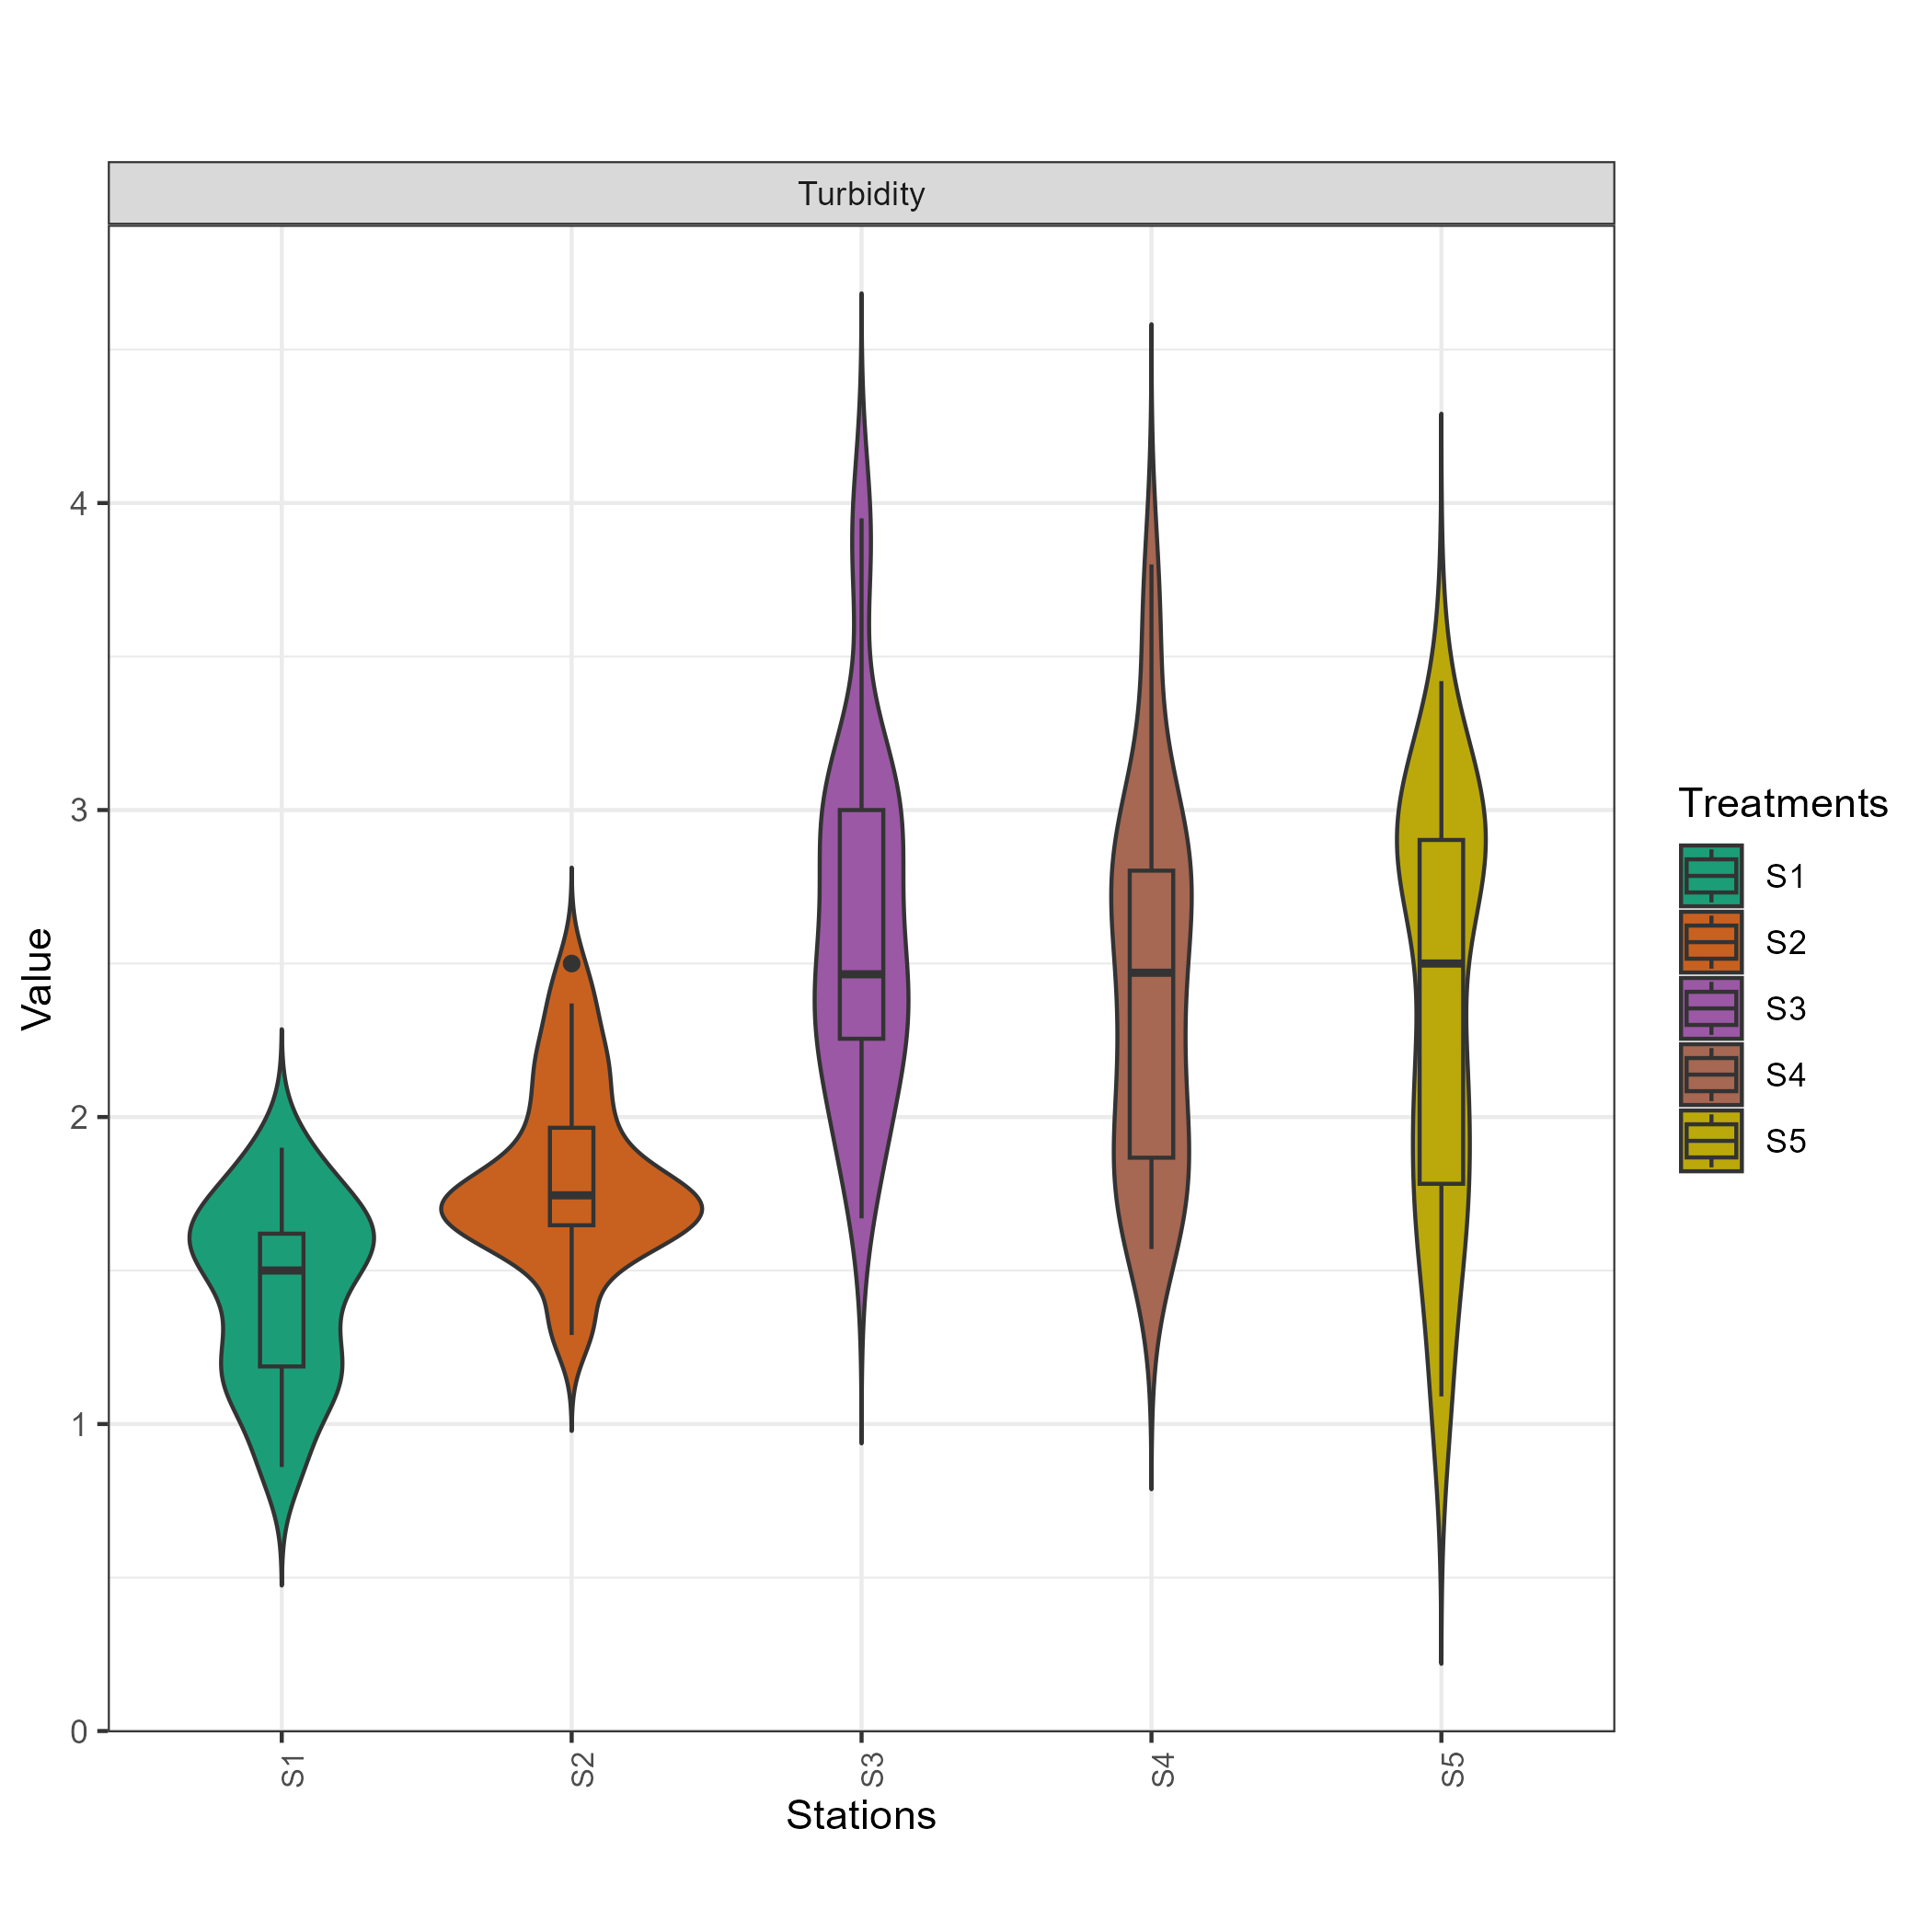 Turbidity
4
3
2
1
0
Value
S1
S2
S3
S4
S5
Stations
Treatments
S1
S2
S3
S4
S5